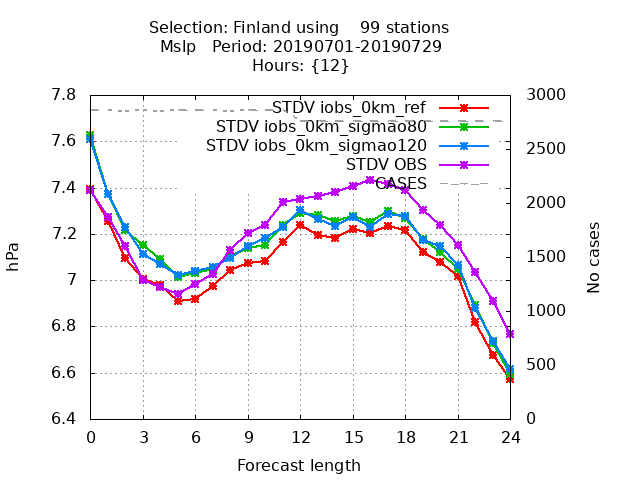 Selection: Finland using    99 stations
Mslp   Period: 20190701-20190729
Hours: {12}
STDV iobs_0km_ref
STDV iobs_0km_sigmao80
STDV iobs_0km_sigmao120
STDV OBS
CASES
hPa
7.8
7.6
7.4
7.2
7
6.8
6.6
6.4
No cases
3000
2500
2000
1500
1000
500
0
0 3 6 9 12 15 18 21 24
Forecast length